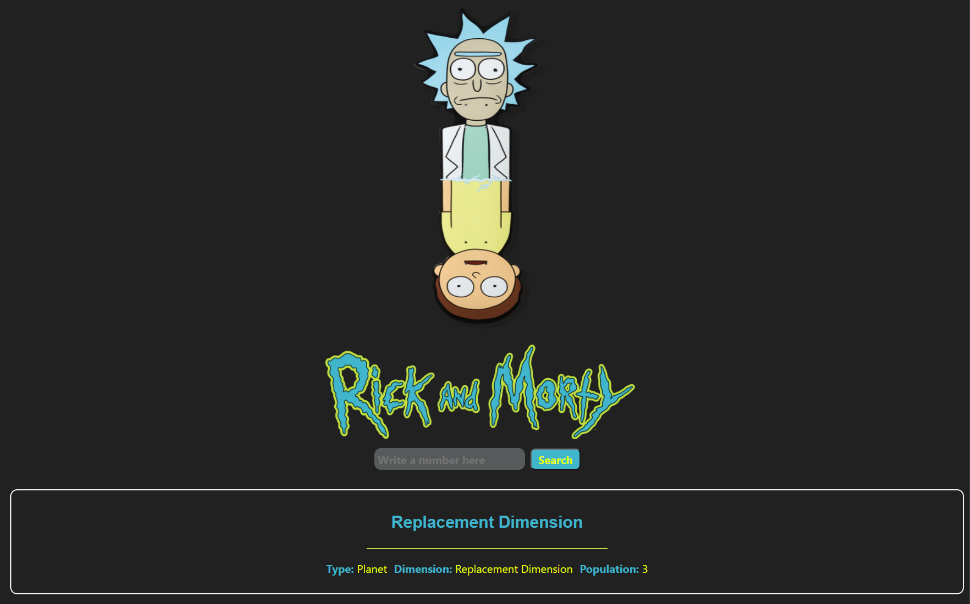 Rick and Morty
Write a number here Search
Replacement Dimension
Type: Planet Dimension: Replacement Dimension Population: 3